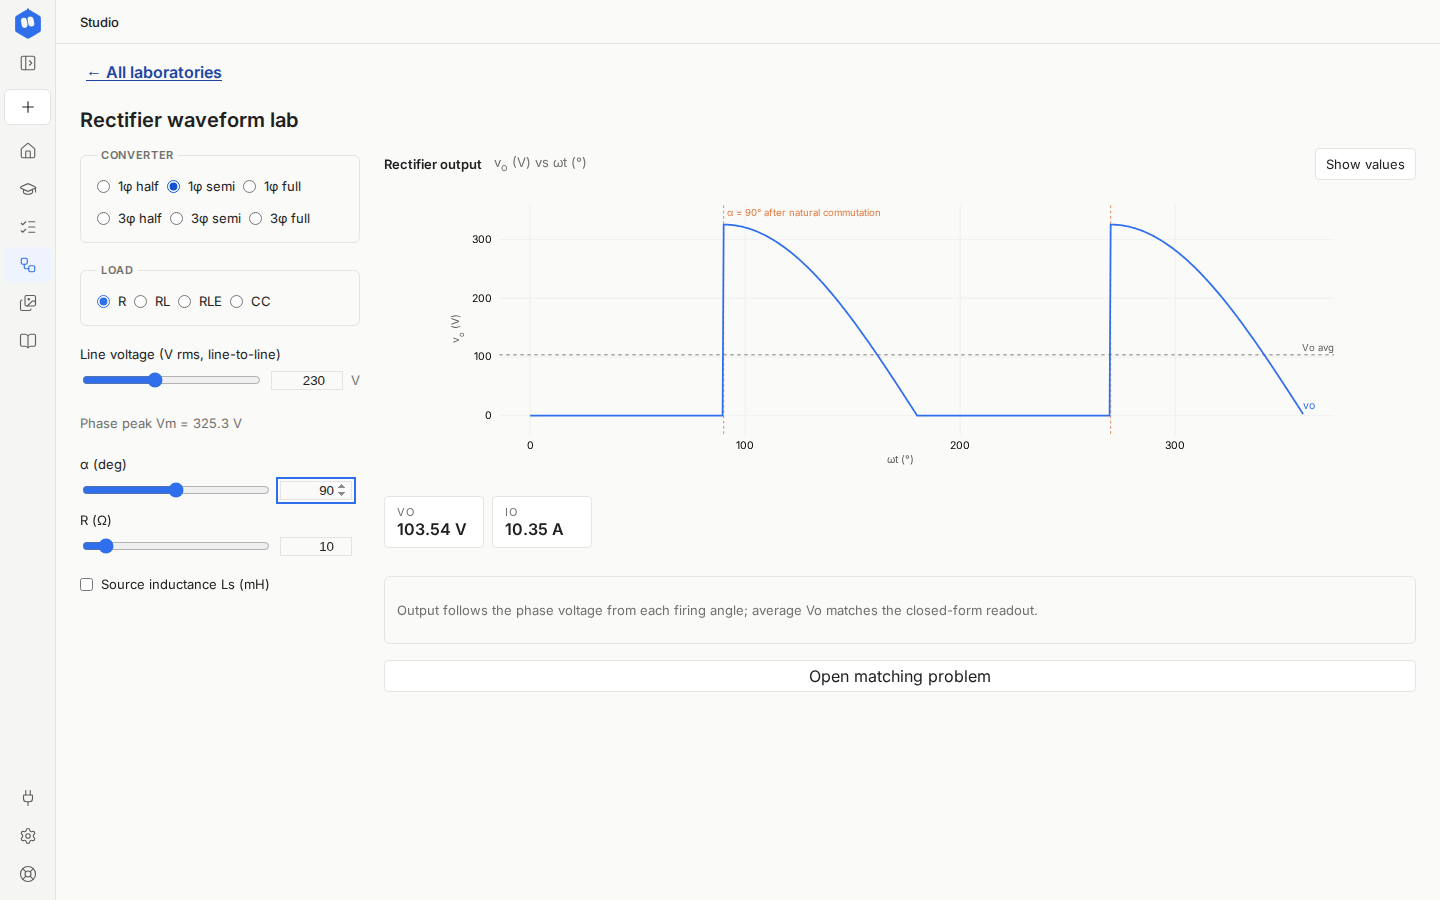 Studio
← All laboratories
Rectifier waveform lab
CONVERTER
1φ half 1φ semi 1φ full
3φ half 3φ semi 3φ full
LOAD
R RL RLE CC
Line voltage (V rms, line-to-line)
230 V
Phase peak Vm = 325.3 V
α (deg)
90
R (Ω)
10
Source inductance Ls (mH)
Rectifier output vo (V) vs ωt (°)
Show values
α = 90° after natural commutation
300
200
100
0
vo (V)
Vo avg
vo
0 100 200 300
ωt (°)
VO
103.54 V
IO
10.35 A
Output follows the phase voltage from each firing angle; average Vo matches the closed-form readout.
Open matching problem